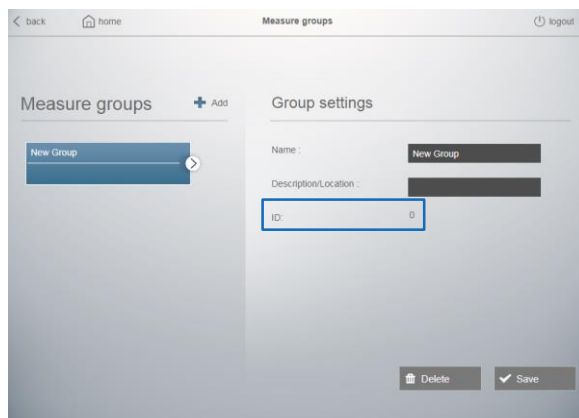 back home Measure groups logout
Measure groups Add
New Group
Group settings
Name : New Group
Description/Location :
ID: 0
Delete Save